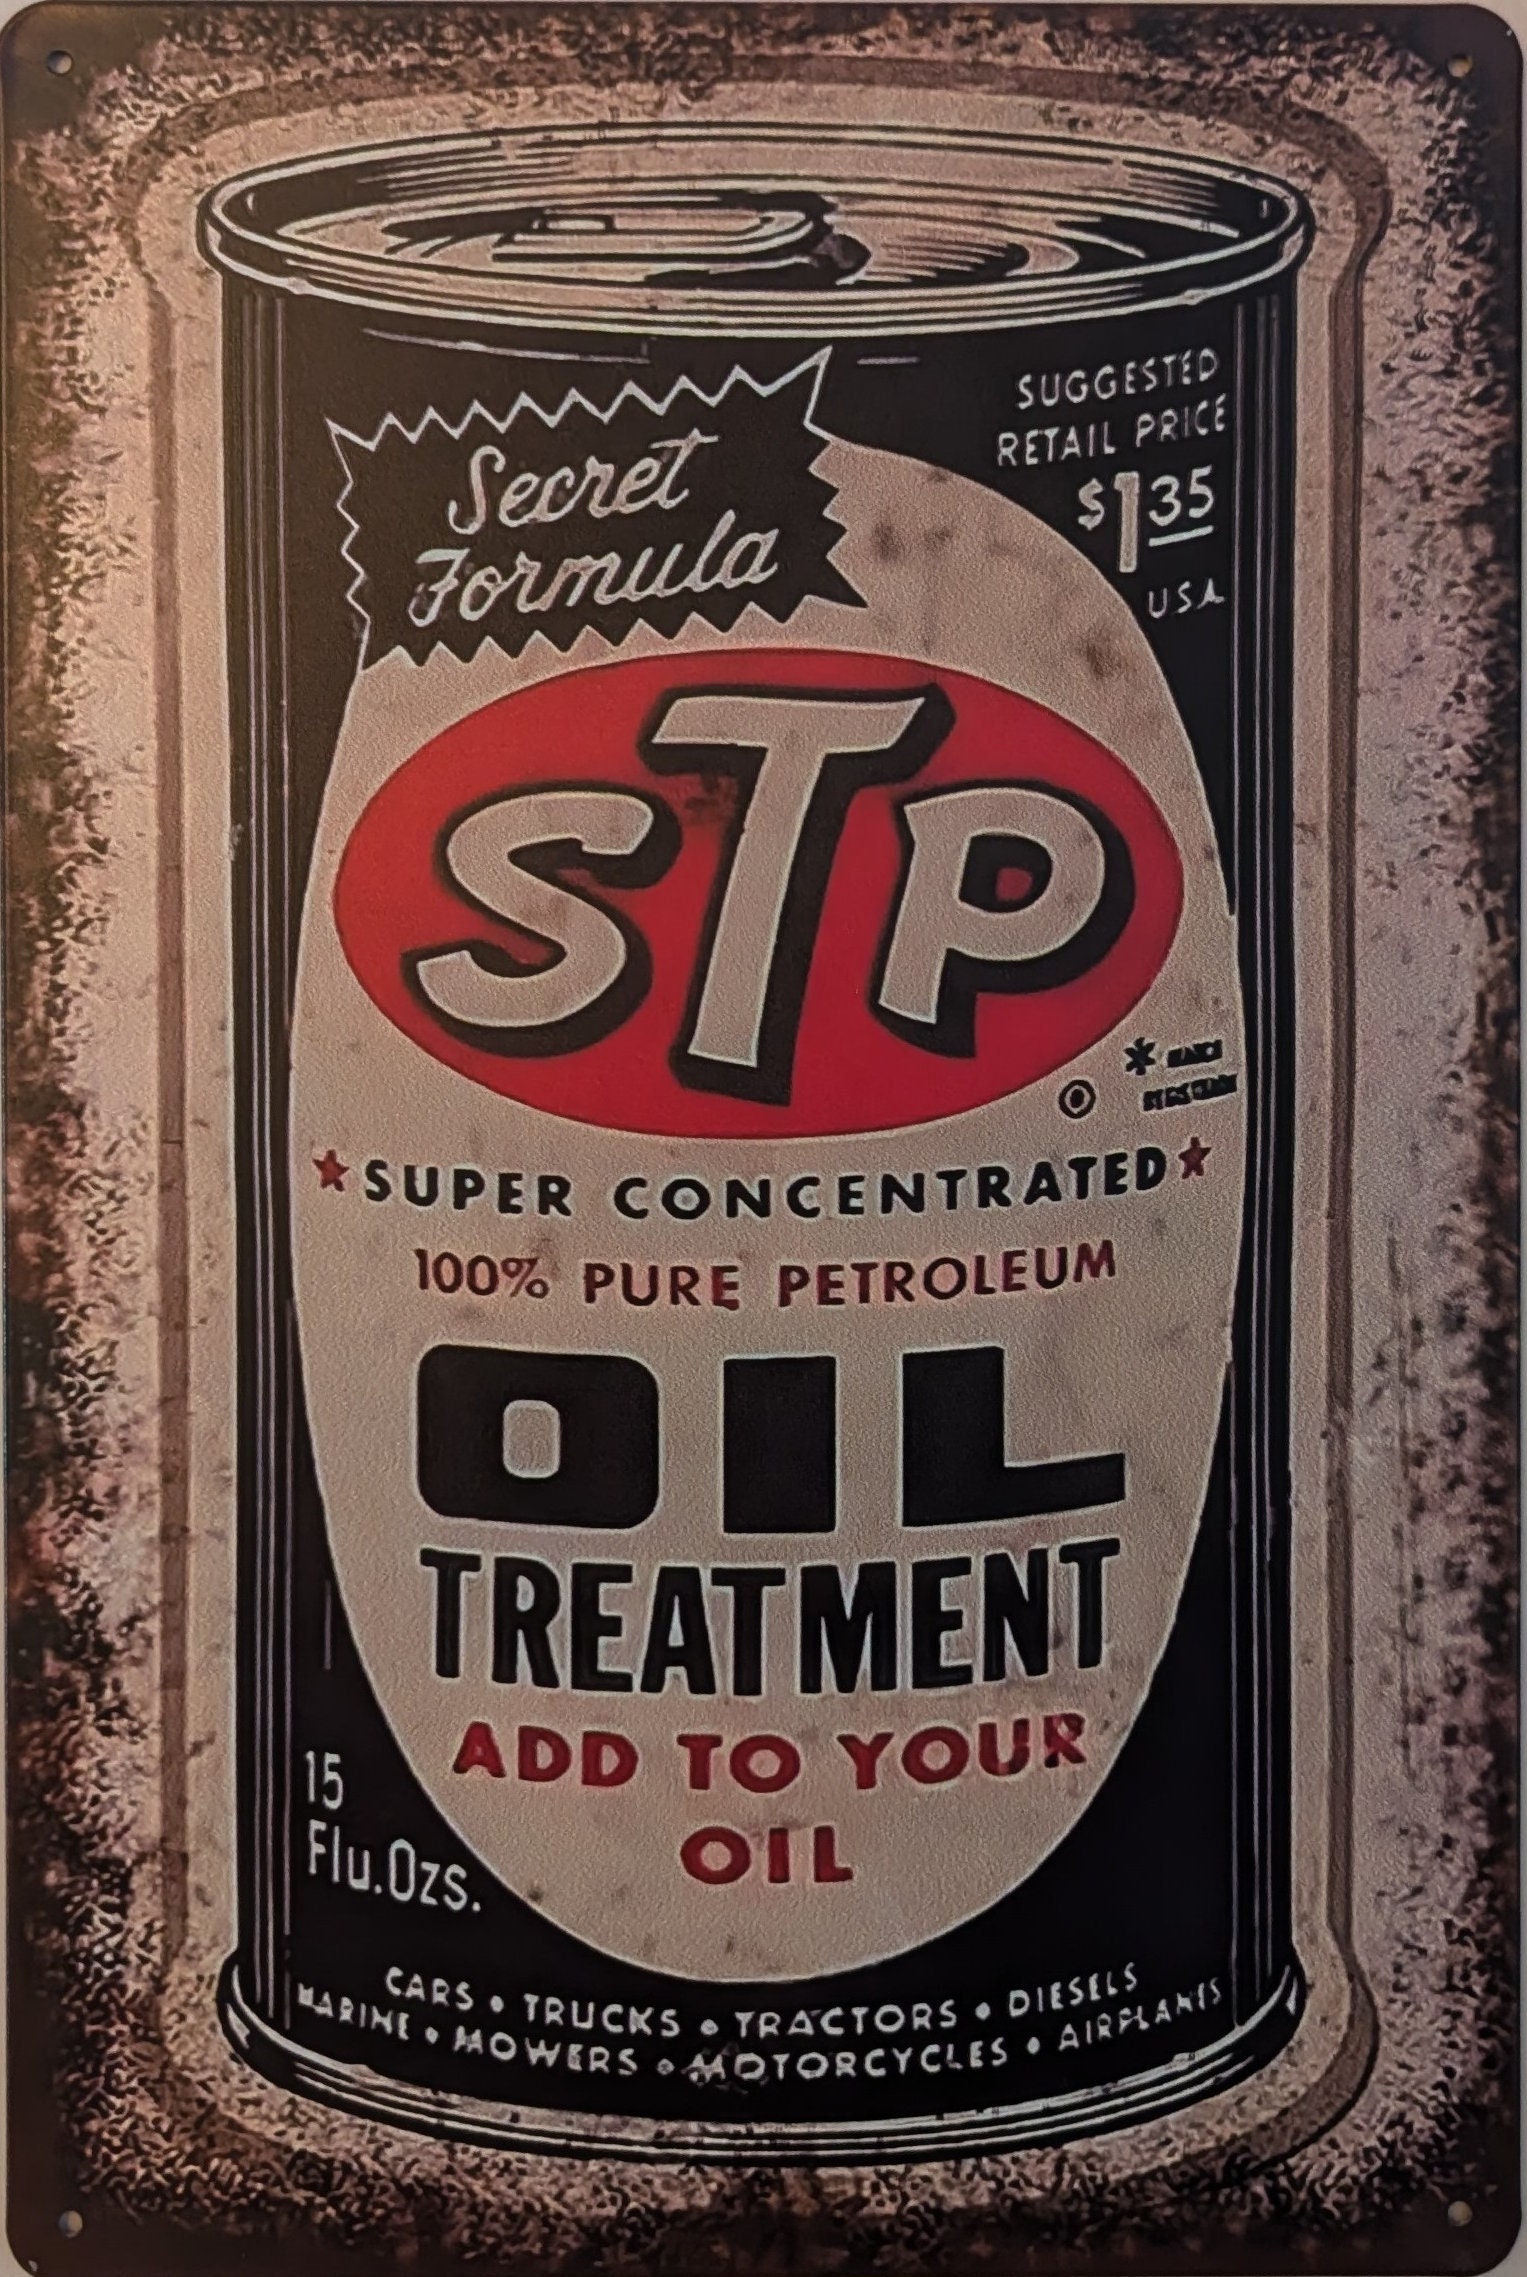 Secret
Formula
SUGGESTED
RETAIL PRICE
$1 35
USA
STP
★SUPER CONCENTRATED★
100% PURE PETROLEUM
OIL
TREATMENT
ADD TO YOUR
OIL
15
Flu.Ozs.
CARS • TRUCKS • TRACTORS • DIESELS
MARINE • MOWERS • MOTORCYCLES • AIRPLANES